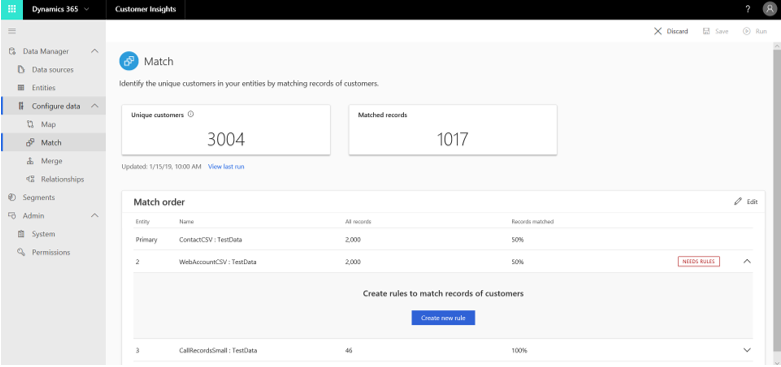 Dynamics 365
Customer Insights
?
Discard
Save
Run
Data Manager
Data sources
Entities
Configure data
Map
Match
Merge
Relationships
Segments
Admin
System
Permissions
Match
Identify the unique customers in your entities by matching records of customers.
Unique customers
3004
Matched records
1017
Updated: 1/15/19, 10:00 AM View last run
Match order
Edit
Entity Name All records Records matched
Primary ContactCSV : TestData 2,000 50%
2 WebAccountCSV : TestData 2,000 50% NEEDS RULES
Create rules to match records of customers
Create new rule
3 CallRecordsSmall : TestData 46 100%